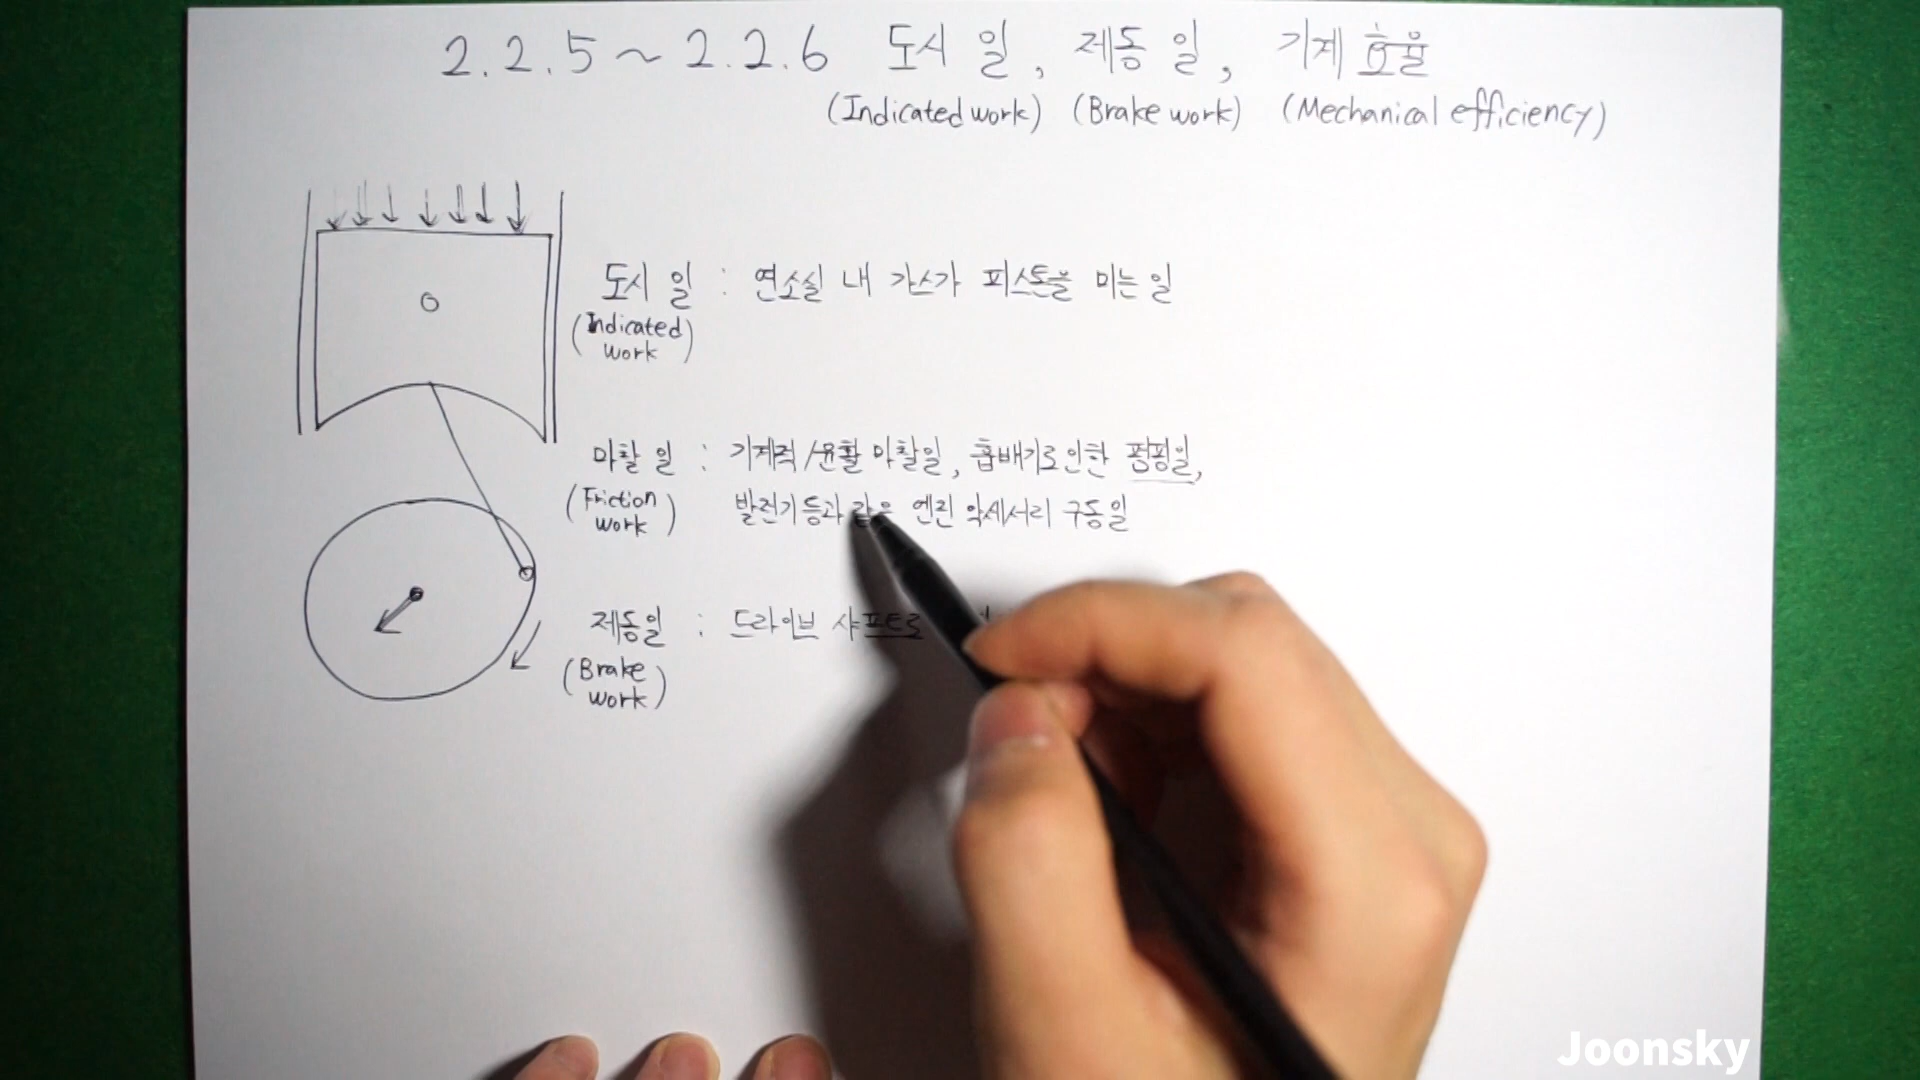 2.2.5 ~ 2.2.6 도시 일, 제동 일, 기계 효율
(Indicated work) (Brake work) (Mechanical efficiency)
도시 일 : 연소실 내 가스가 피스톤을 미는 일
(Indicated work)
마찰 일 : 기계적/윤활 마찰일, 흡배기로 인한 펌핑일,
(Friction work) 발전기 등과 같은 엔진 악세서리 구동일
제동일 : 드라이브 샤프트로
(Brake work)
Joonsky